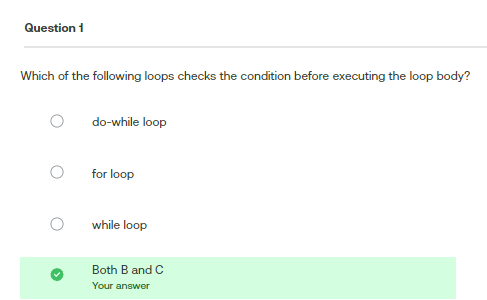 Question 1
Which of the following loops checks the condition before executing the loop body?
do-while loop
for loop
while loop
Both B and C
Your answer